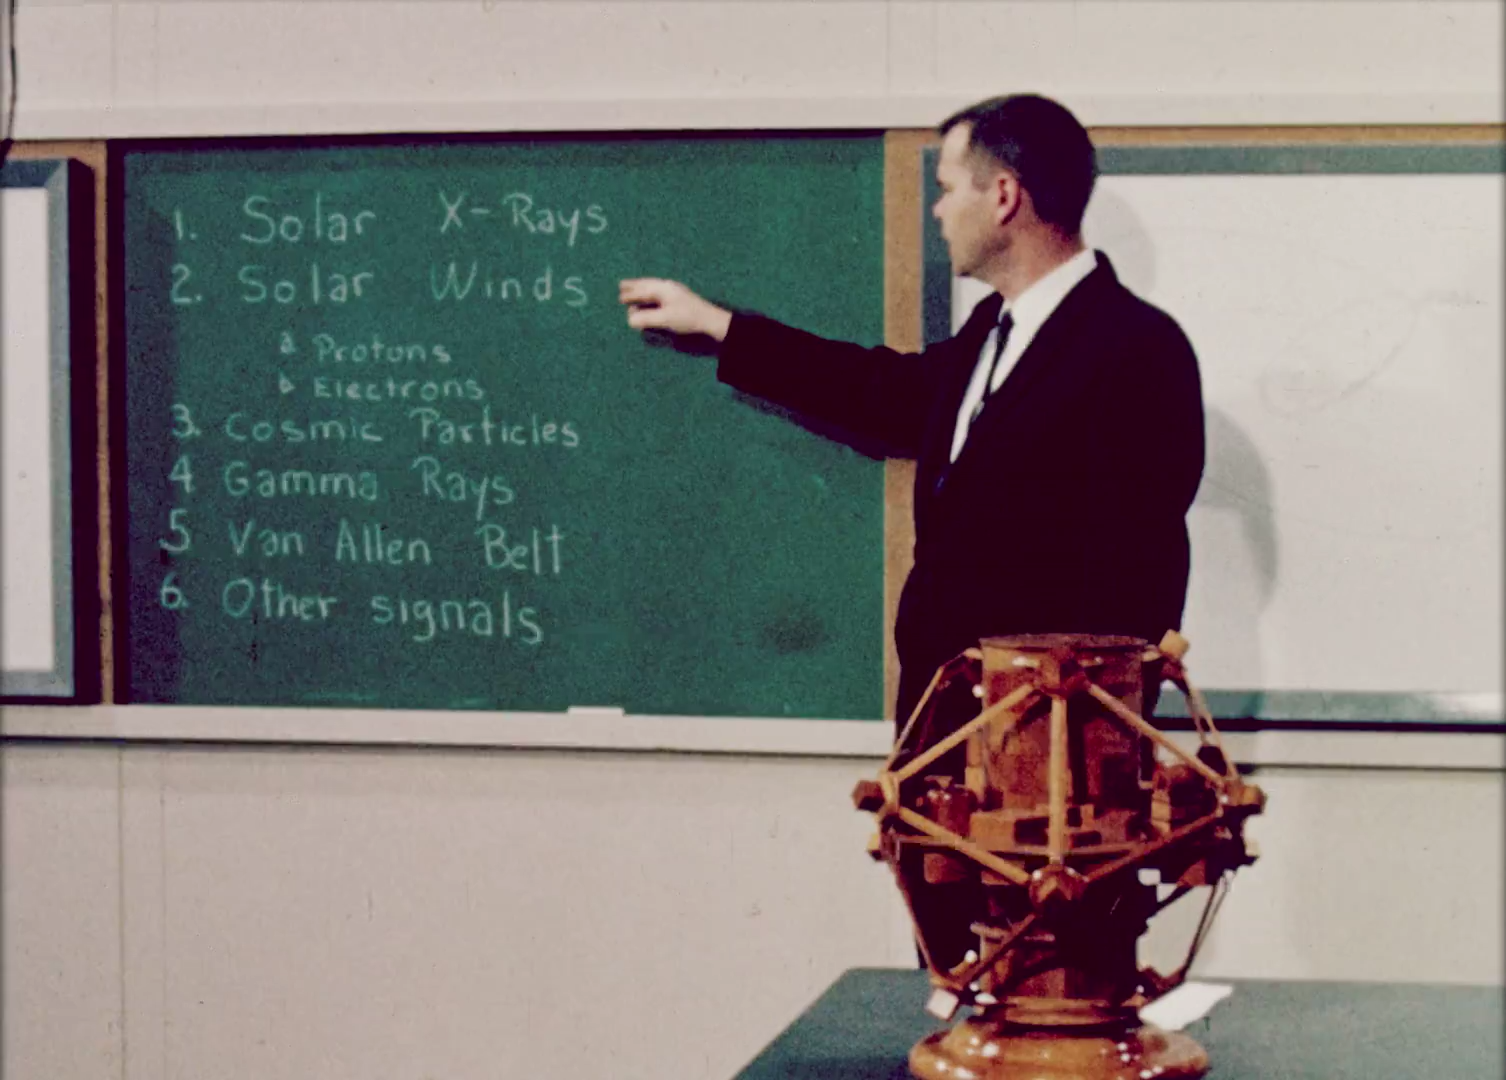 1. Solar X-Rays
2. Solar Winds
a Protons
b Electrons
3. Cosmic Particles
4 Gamma Rays
5 Van Allen Belt
6. Other signals